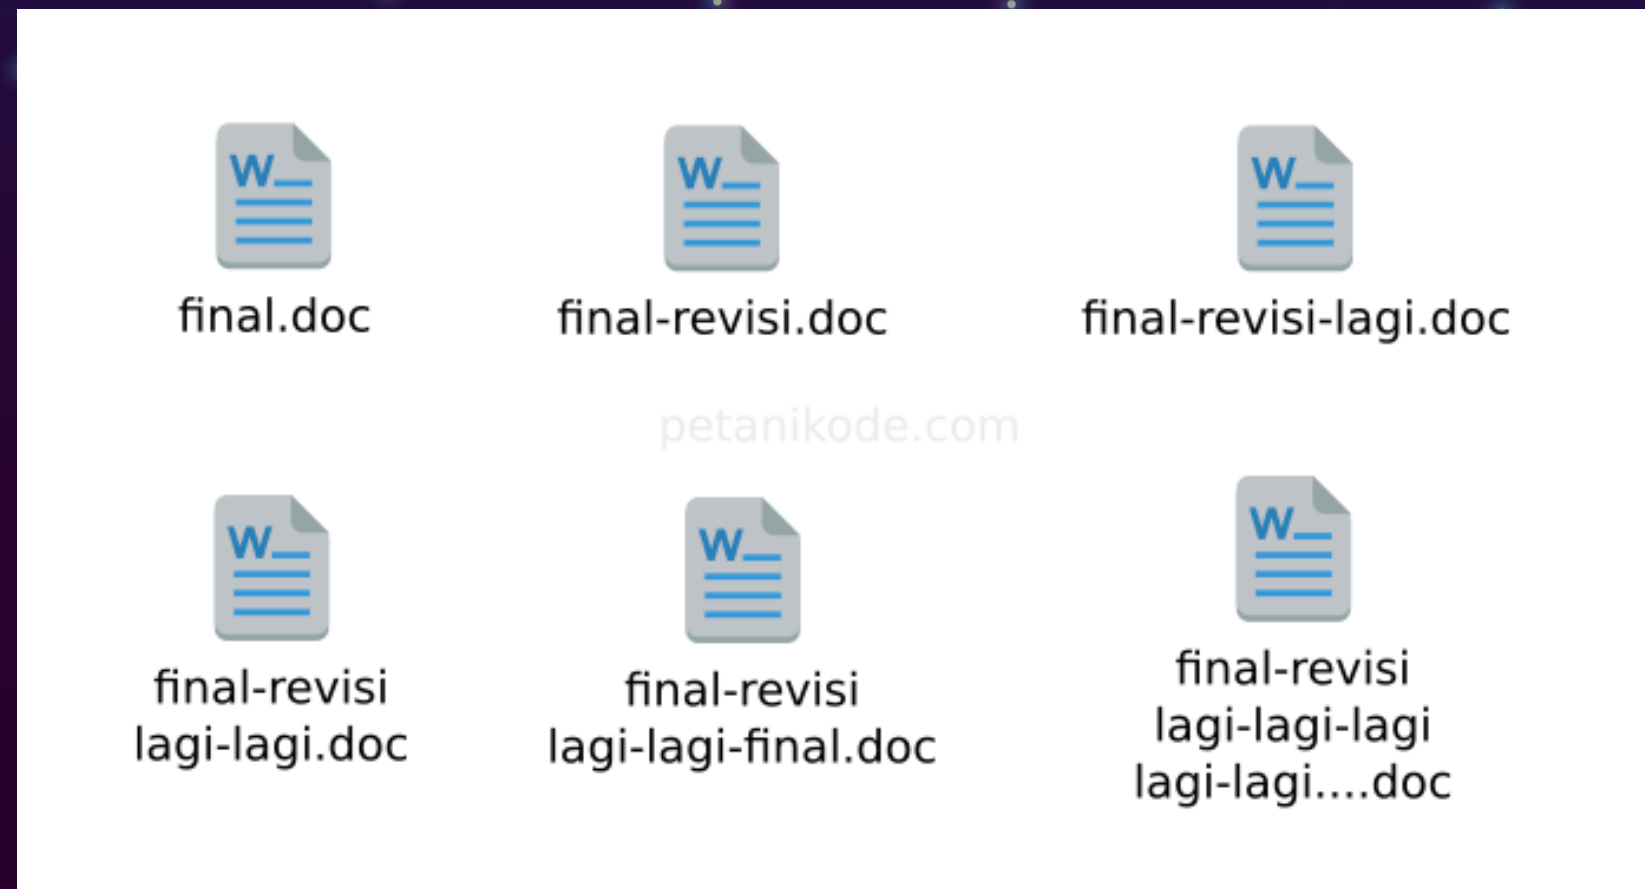 W
final.doc
W
final-revisi.doc
W
final-revisi-lagi.doc
petanikode.com
W
final-revisi
lagi-lagi.doc
W
final-revisi
lagi-lagi-final.doc
W
final-revisi
lagi-lagi-lagi
lagi-lagi....doc